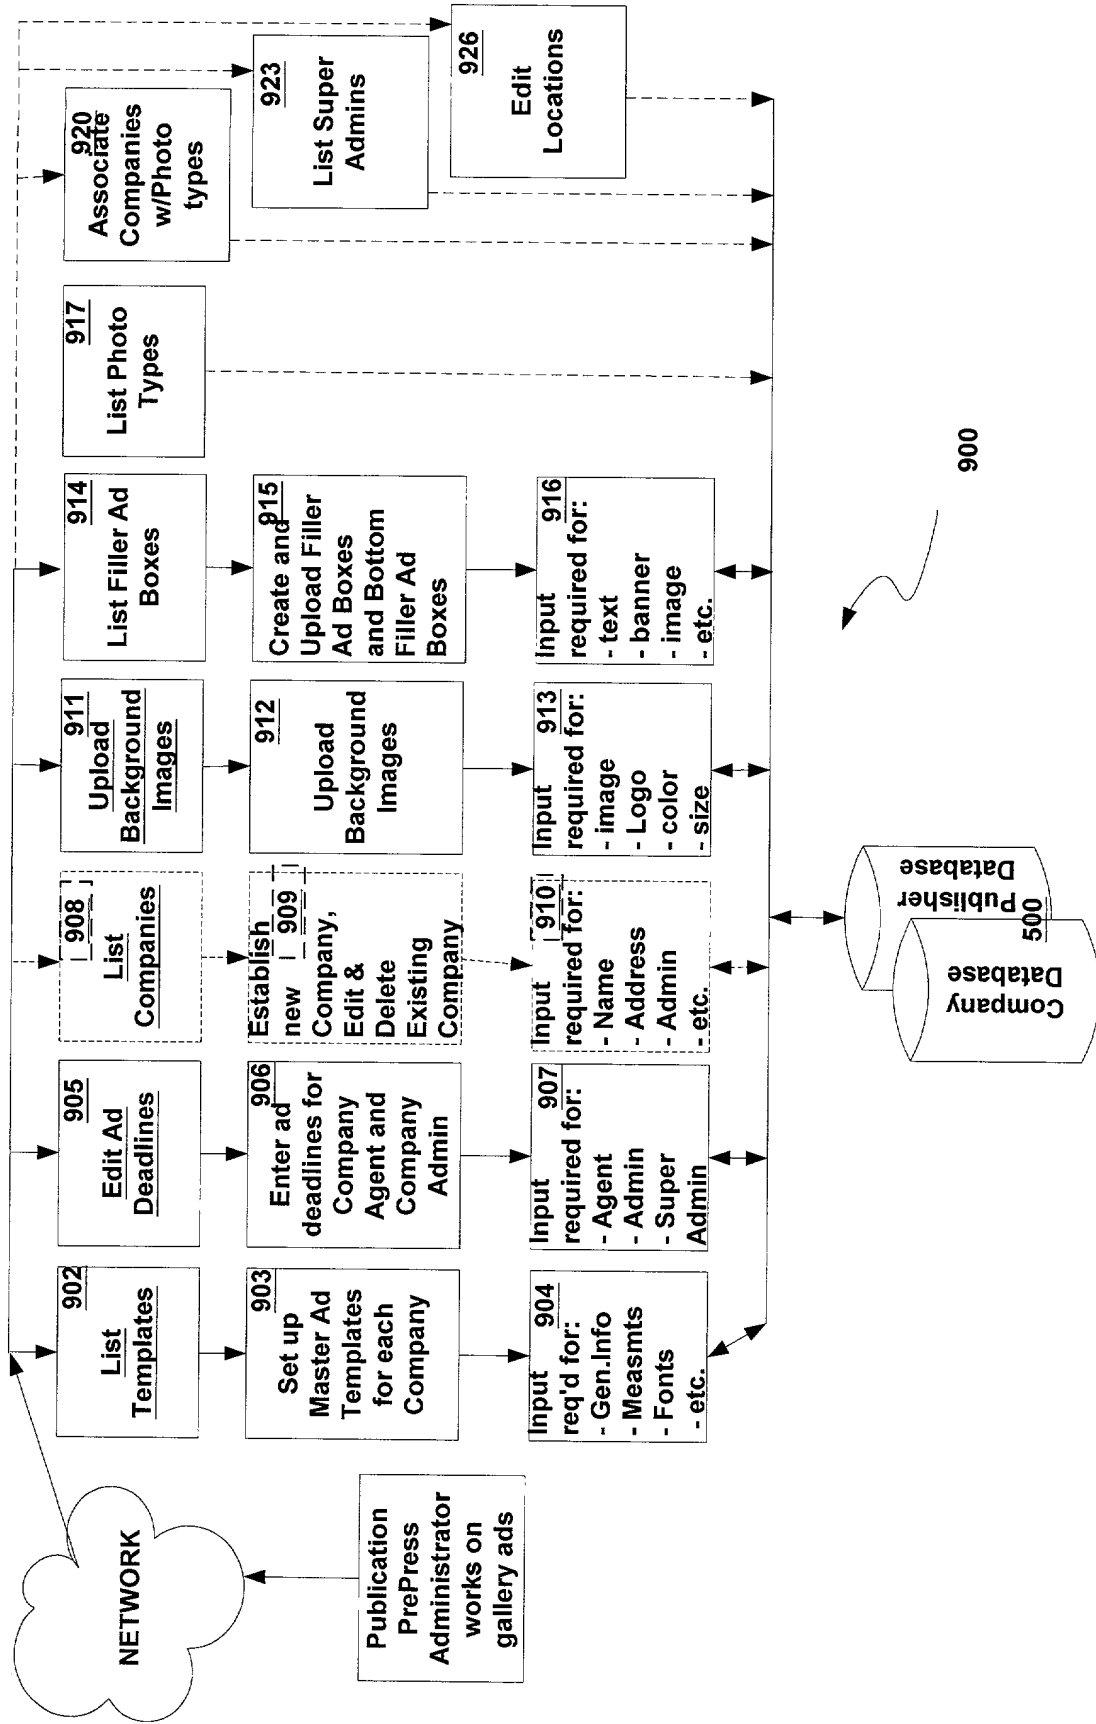 NETWORK
Publication
PrePress
Administrator
works on
gallery ads
902
List
Templates
903
Set up
Master Ad
Templates
for each
Company
904
Input
req'd for:
- Gen.Info
- Measmts
- Fonts
- etc.
905
Edit Ad
Deadlines
906
Enter ad
deadlines for
Company
Agent and
Company
Admin
907
Input
required for:
- Agent
- Admin
- Super
Admin
908
List
Companies
Establish
new 909
Company,
Edit &
Delete
Existing
Company
910
Input
required for:
- Name
- Address
- Admin
- etc.
911
Upload
Background
Images
912
Upload
Background
Images
913
Input
required for:
- image
- Logo
- color
- size
914
List Filler Ad
Boxes
915
Create and
Upload Filler
Ad Boxes
and Bottom
Filler Ad
Boxes
916
Input
required for:
- text
- banner
- image
- etc.
917
List Photo
Types
920
Associate
Companies
w/Photo
types
923
List Super
Admins
926
Edit
Locations
Publisher
Database
500
Company
Database
900